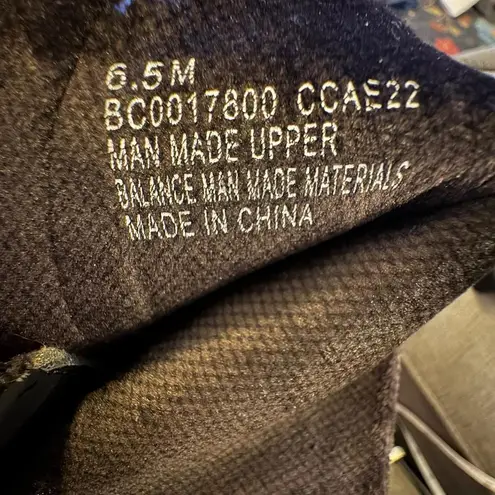 6.5M
BC0017800 CCAE22
MAN MADE UPPER
BALANCE MAN MADE MATERIALS
MADE IN CHINA